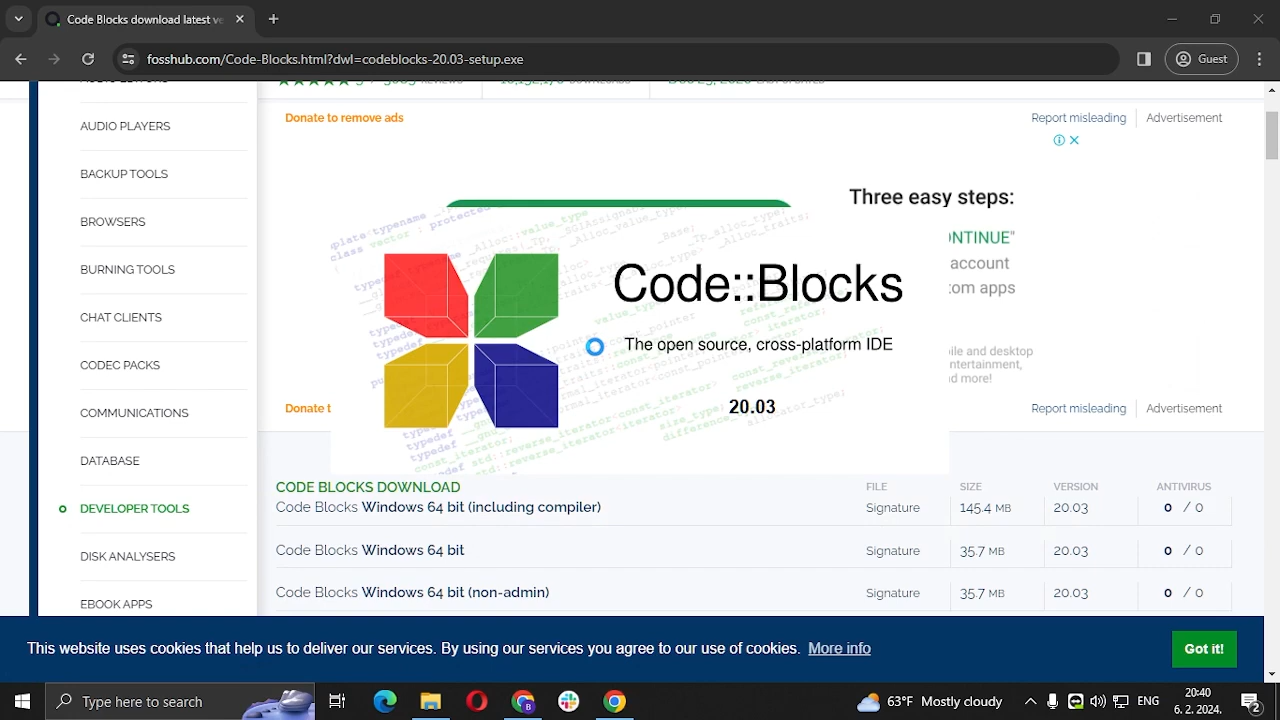 Code Blocks latest ve
fosshub.com/Code-Blocks.html?dwl=codeblocks-20.03-setup.exe
Guest
Donate to remove ads
Report misleading
Advertisement
AUDIO PLAYERS
BACKUP TOOLS
BROWSERS
BURNING TOOLS
CHAT CLIENTS
CODEC PACKS
COMMUNICATIONS
DATABASE
DEVELOPER TOOLS
DISK ANALYSERS
EBOOK APPS
Three easy steps:
NTINUE"
account
tom apps
ile and desktop
ntertainment,
d more!
Code::Blocks
The open source, cross-platform IDE
20.03
Donate t
Report misleading
Advertisement
CODE BLOCKS DOWNLOAD FILE SIZE VERSION ANTIVIRUS
Code Blocks Windows 64 bit (including compiler) Signature 145.4 MB 20.03 0 / 0
Code Blocks Windows 64 bit Signature 35.7 MB 20.03 0 / 0
Code Blocks Windows 64 bit (non-admin) Signature 35.7 MB 20.03 0 / 0
This website uses cookies that help us to deliver our services. By using our services you agree to our use of cookies. More info
Got it!
Type here to search
63°F Mostly cloudy
ENG
20:40
6. 2. 2024,
2